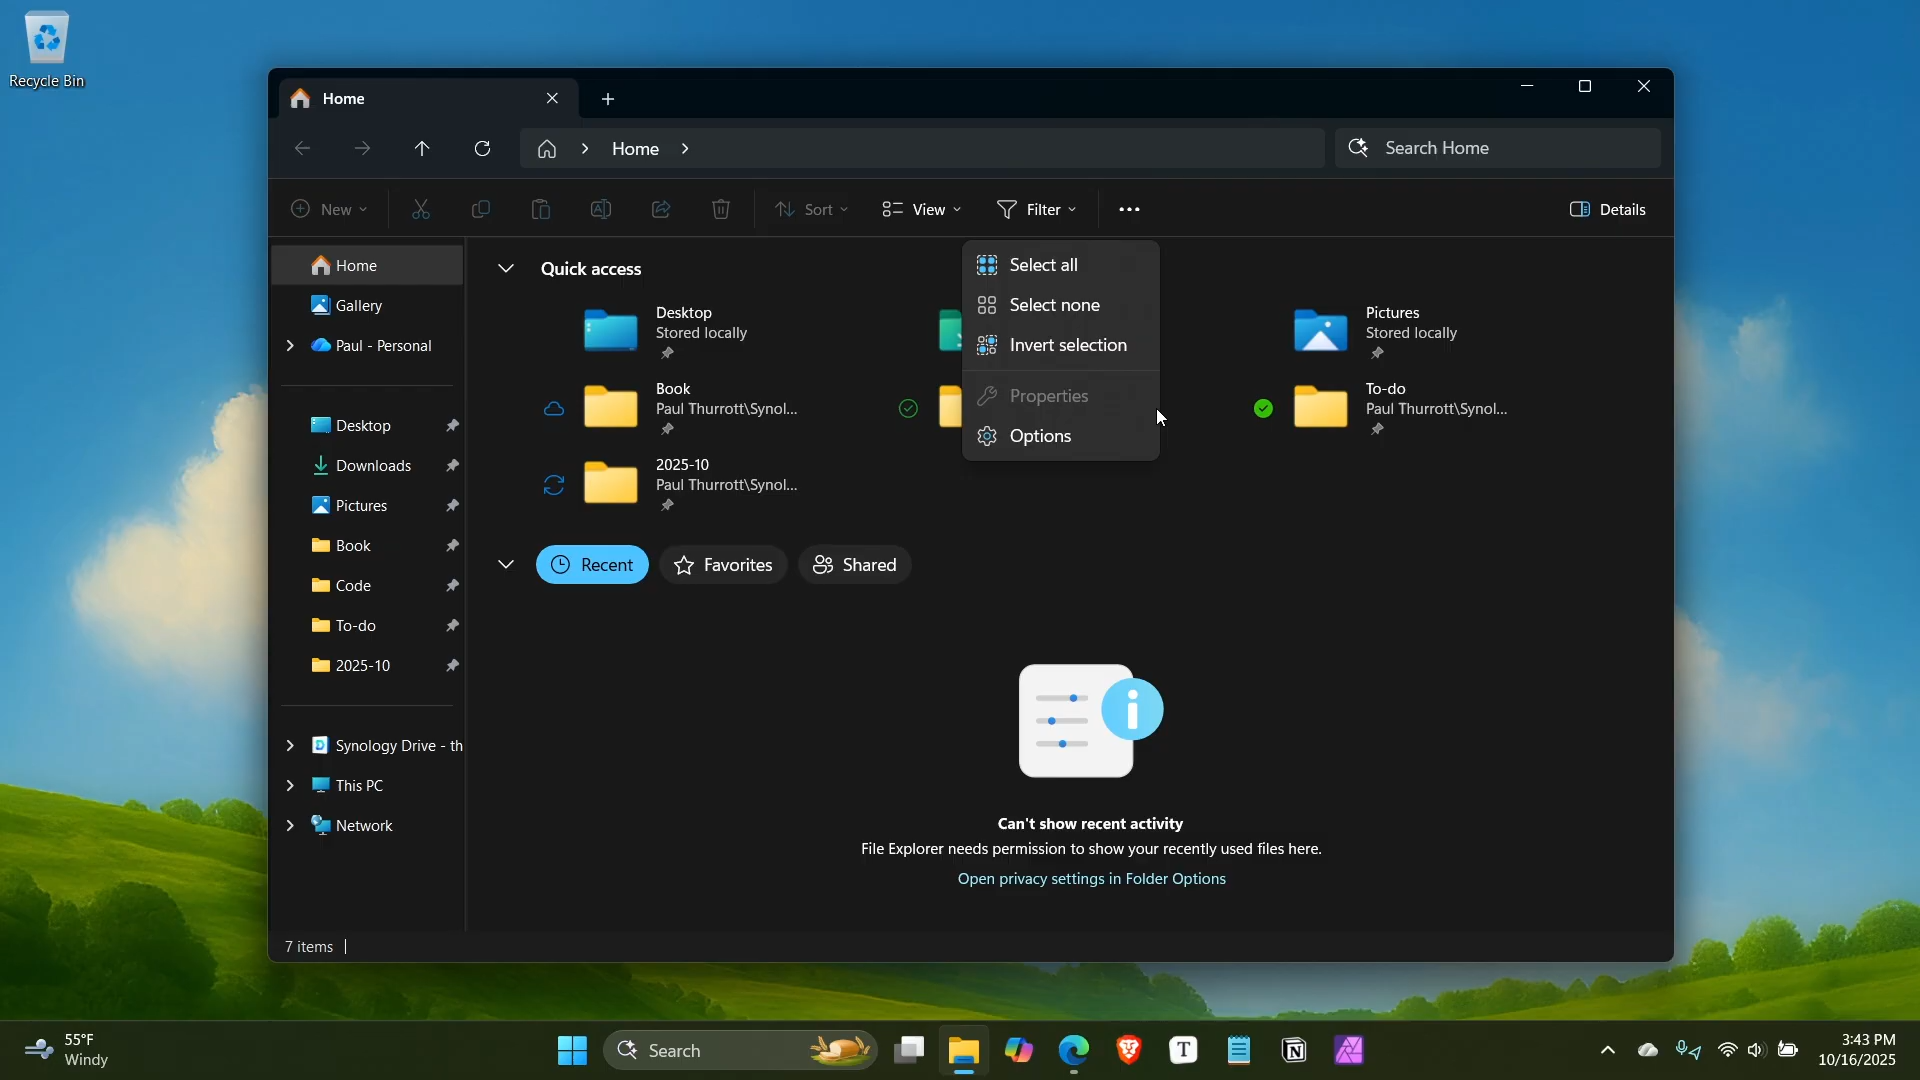 Recycle Bin
Home
Home
Search Home
New
Sort
View
Filter
Details
Home
Gallery
Paul - Personal
Desktop
Downloads
Pictures
Book
Code
To-do
2025-10
Synology Drive - th
This PC
Network
Quick access
Desktop
Stored locally
Pictures
Stored locally
Book
Paul Thurrott\Synol...
To-do
Paul Thurrott\Synol...
2025-10
Paul Thurrott\Synol...
Select all
Select none
Invert selection
Properties
Options
Recent
Favorites
Shared
Can't show recent activity
File Explorer needs permission to show your recently used files here.
Open privacy settings in Folder Options
7 items
55°F
Windy
Search
T
N
3:43 PM
10/16/2025